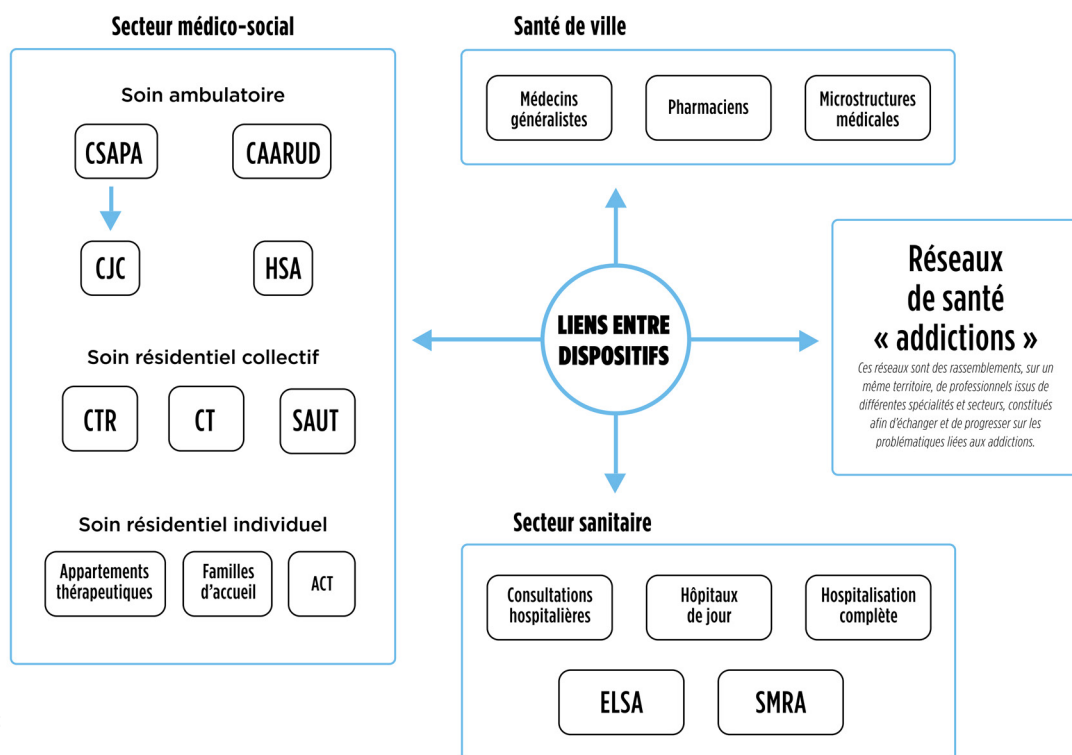 Secteur médico-social
Soin ambulatoire
CSAPA
CAARUD
CJC
HSA
Soin résidentiel collectif
CTR
CT
SAUT
Soin résidentiel individuel
Appartements
thérapeutiques
Familles
d'accueil
ACT
Santé de ville
Médecins
généralistes
Pharmaciens
Microstructures
médicales
LIENS ENTRE
DISPOSITIFS
Réseaux
de santé
« addictions »
Ces réseaux sont des rassemblements, sur un
même territoire, de professionnels issus de
différentes spécialités et secteurs, constitués
afin d'échanger et de progresser sur les
problématiques liées aux addictions.
Secteur sanitaire
Consultations
hospitalières
Hôpitaux
de jour
Hospitalisation
complète
ELSA
SMRA